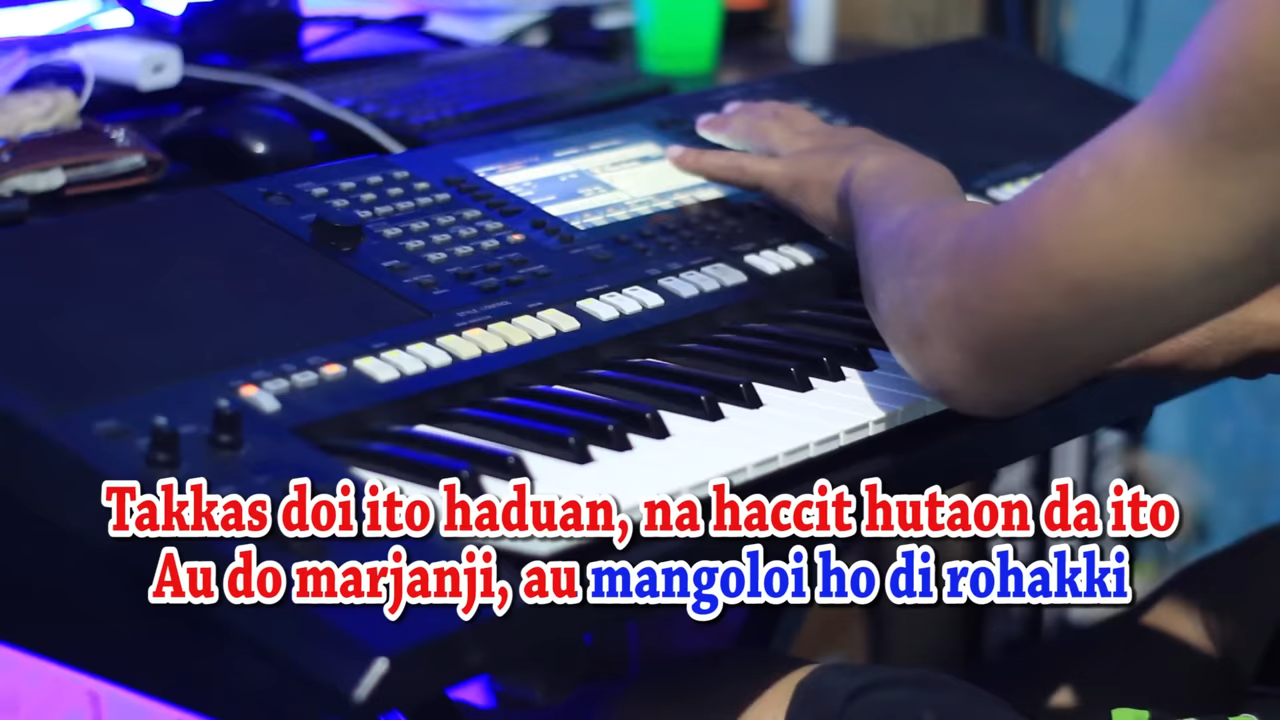 Takkas doi ito haduan, na haccit hutaon da ito
Au do marjanji, au mangoloi ho di rohakki